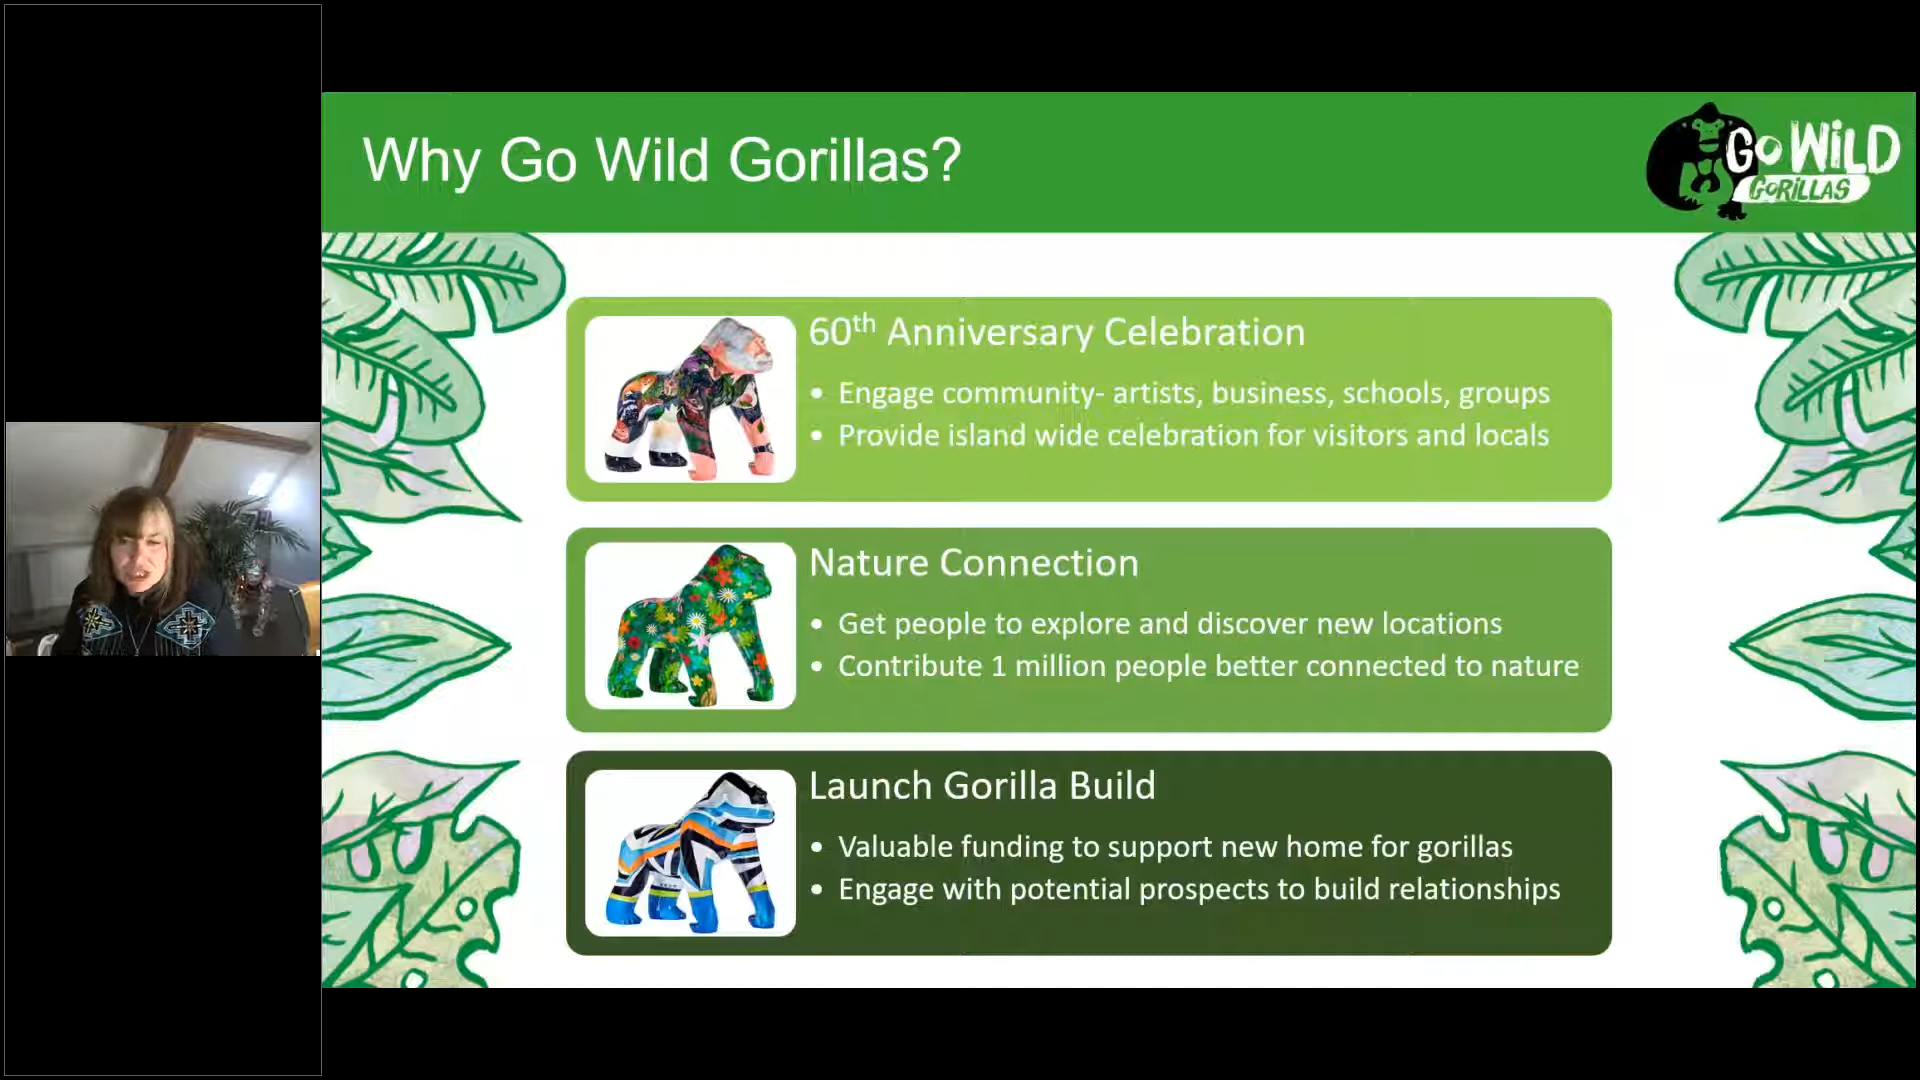 Why Go Wild Gorillas?
GO WiLD
GORiLLAS
60th Anniversary Celebration
• Engage community- artists, business, schools, groups
• Provide island wide celebration for visitors and locals
Nature Connection
• Get people to explore and discover new locations
• Contribute 1 million people better connected to nature
Launch Gorilla Build
• Valuable funding to support new home for gorillas
• Engage with potential prospects to build relationships